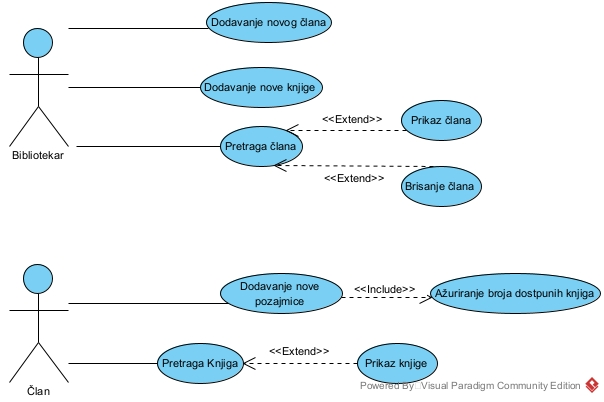 Dodavanje novog člana
Dodavanje nove knjige
<<Extend>>
Prikaz člana
Pretraga člana
Bibliotekar
<<Extend>>
Brisanje člana
Dodavanje nove
pozajmice
<<Include>>
Ažuriranje broja dostpunih knjiga
<<Extend>>
Pretraga Knjiga
Prikaz knjige
Član
Powered By: Visual Paradigm Community Edition